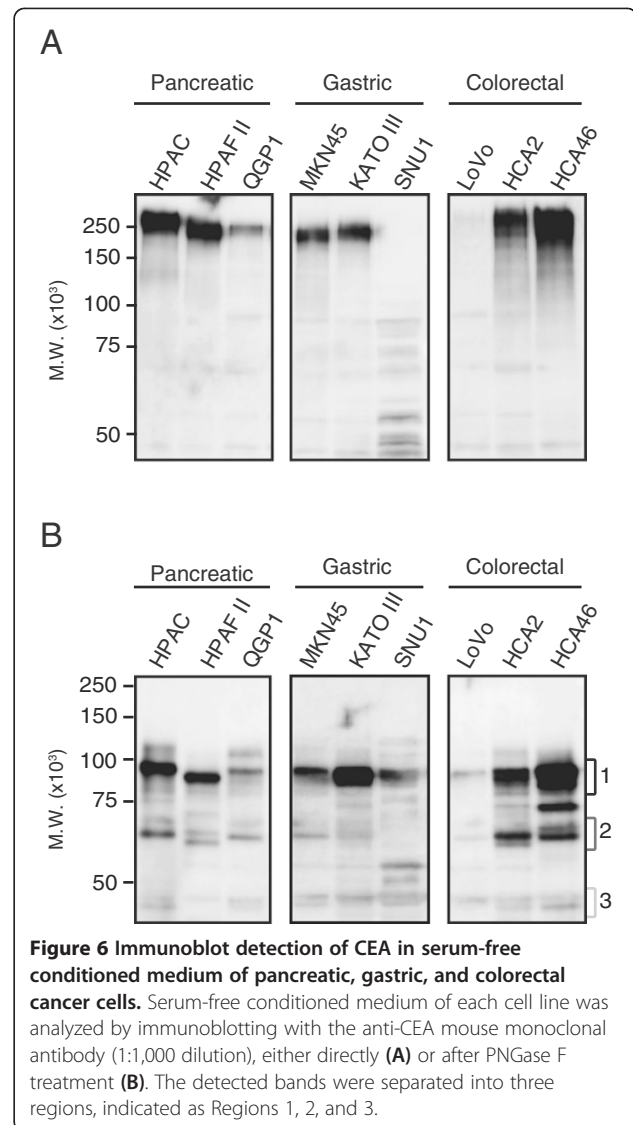 A
Pancreatic Gastric Colorectal
HPAC HPAF II QGP1 MKN45 KATO III SNU1 LoVo HCA2 HCA46
M.W. (x10³)
250
150
100
75
50
B
Pancreatic Gastric Colorectal
HPAC HPAF II QGP1 MKN45 KATO III SNU1 LoVo HCA2 HCA46
M.W. (x10³)
250
150
100
75
50
1
2
3
Figure 6 Immunoblot detection of CEA in serum-free
conditioned medium of pancreatic, gastric, and colorectal
cancer cells. Serum-free conditioned medium of each cell line was
analyzed by immunoblotting with the anti-CEA mouse monoclonal
antibody (1:1,000 dilution), either directly (A) or after PNGase F
treatment (B). The detected bands were separated into three
regions, indicated as Regions 1, 2, and 3.